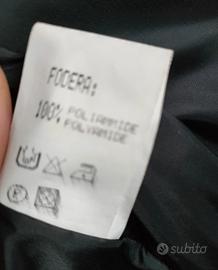 FODERA:
100% POLIAMMIDE
POLYAMIDE
subito